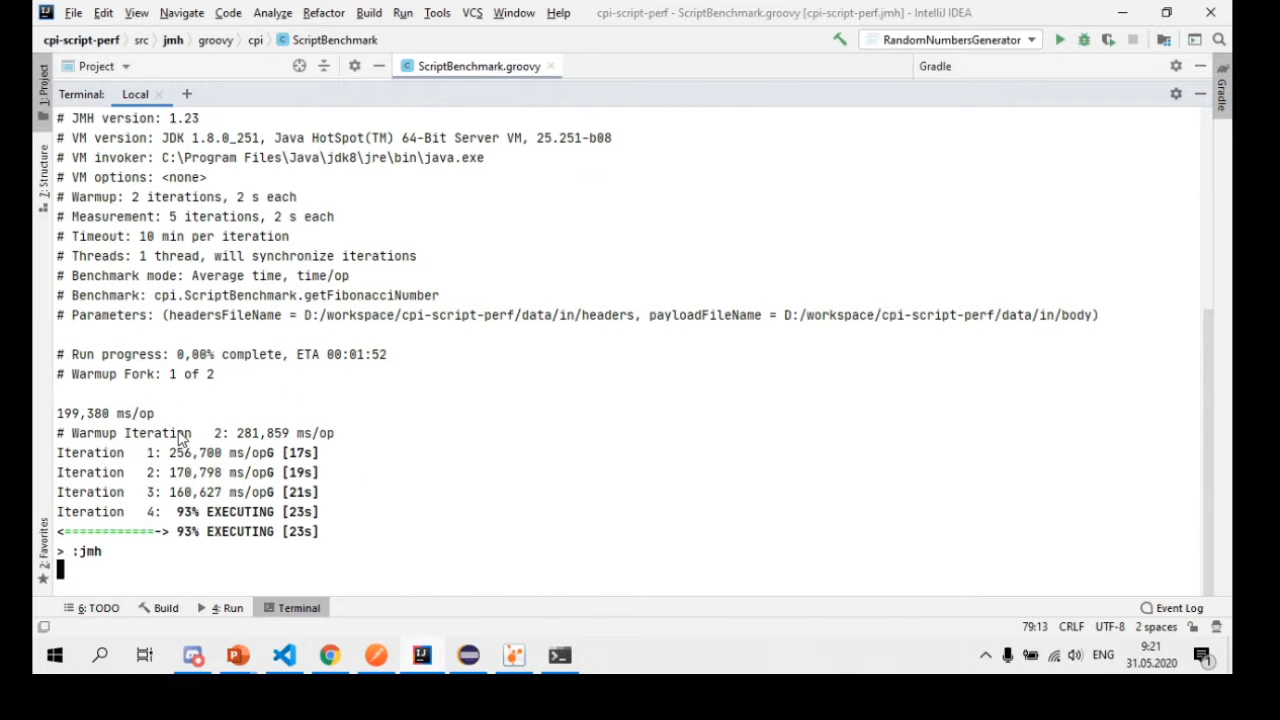 File Edit View Navigate Code Analyze Refactor Build Run Tools VCS Window Help cpi-script-perf - ScriptBenchmark.groovy [cpi-script-perf.jmh] - IntelliJ IDEA
cpi-script-perf src jmh groovy cpi ScriptBenchmark RandomNumbersGenerator
Project ScriptBenchmark.groovy Gradle
Terminal: Local +
1: Project
7: Structure
2: Favorites
Gradle
# JMH version: 1.23
# VM version: JDK 1.8.0_251, Java HotSpot(TM) 64-Bit Server VM, 25.251-b08
# VM invoker: C:\Program Files\Java\jdk8\jre\bin\java.exe
# VM options: <none>
# Warmup: 2 iterations, 2 s each
# Measurement: 5 iterations, 2 s each
# Timeout: 10 min per iteration
# Threads: 1 thread, will synchronize iterations
# Benchmark mode: Average time, time/op
# Benchmark: cpi.ScriptBenchmark.getFibonacciNumber
# Parameters: (headersFileName = D:/workspace/cpi-script-perf/data/in/headers, payloadFileName = D:/workspace/cpi-script-perf/data/in/body)
# Run progress: 0,00% complete, ETA 00:01:52
# Warmup Fork: 1 of 2
199,380 ms/op
# Warmup Iteration   2: 281,859 ms/op
Iteration   1: 256,700 ms/opG [17s]
Iteration   2: 170,798 ms/opG [19s]
Iteration   3: 160,627 ms/opG [21s]
Iteration   4:  93% EXECUTING [23s]
<============-> 93% EXECUTING [23s]
> :jmh
6: TODO Build 4: Run Terminal Event Log
79:13 CRLF UTF-8 2 spaces
ENG 9:21
31.05.2020 1